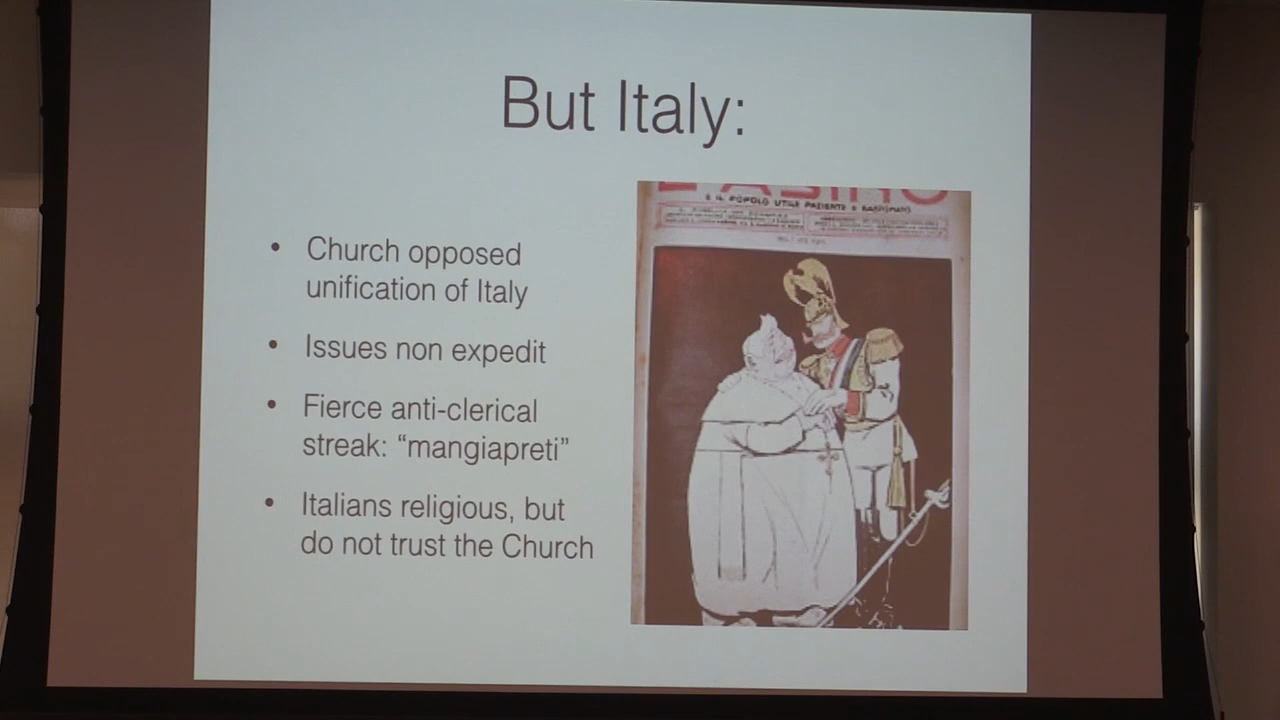 But Italy:
• Church opposed
unification of Italy
• Issues non expedit
• Fierce anti-clerical
streak: “mangiapreti”
• Italians religious, but
do not trust the Church
L'ASINO
E IL POPOLO UTILE PAZIENTE E BASTONATO